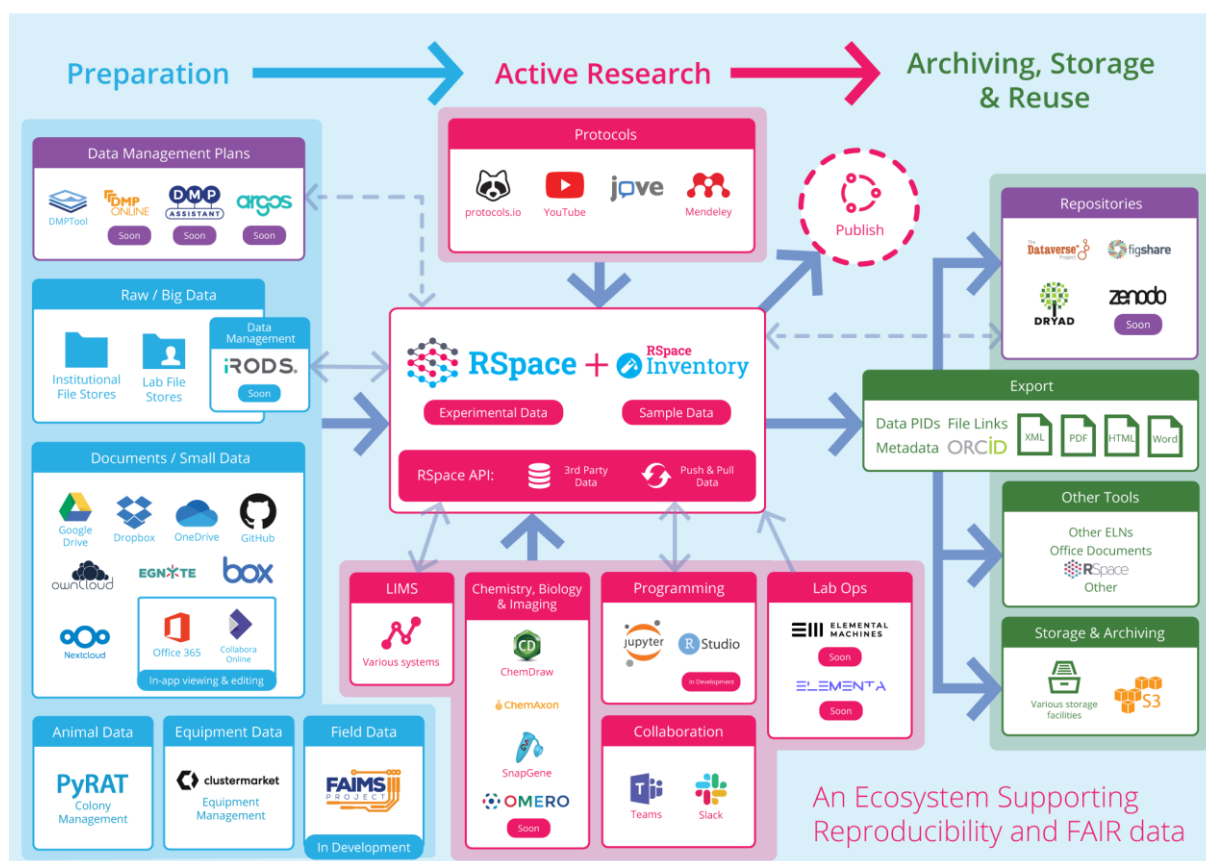 Preparation
Active Research
Archiving, Storage
& Reuse
Data Management Plans
DMPTool
DMP
ONLINE
Soon
DMP
ASSISTANT
Soon
argos
Soon
Raw / Big Data
Institutional
File Stores
Lab File
Stores
Data
Management
iRODS.
Soon
Documents / Small Data
Google
Drive
Dropbox
OneDrive
GitHub
ownCloud
EGNYTE
box
Nextcloud
Office 365
Collabora
Online
In-app viewing & editing
Animal Data
PyRAT
Colony
Management
Equipment Data
clustermarket
Equipment
Management
Field Data
FAIMS
PROJECT
In Development
Protocols
protocols.io
YouTube
jove
Mendeley
Publish
RSpace + RSpace
Inventory
Experimental Data
Sample Data
RSpace API:
3rd Party
Data
Push & Pull
Data
LIMS
Various systems
Chemistry, Biology
& Imaging
CD
ChemDraw
ChemAxon
SnapGene
OMERO
Soon
Programming
jupyter
R Studio
In Development
Collaboration
Teams
Slack
Lab Ops
ELEMENTAL
MACHINES
Soon
ELEMENTA
Soon
Repositories
The
Dataverse
Project
figshare
DRYAD
zenodo
Soon
Export
Data PIDs File Links
Metadata ORCiD
XML
PDF
HTML
Word
Other Tools
Other ELNs
Office Documents
RSpace
Other
Storage & Archiving
Various storage
facilities
S3
An Ecosystem Supporting
Reproducibility and FAIR data